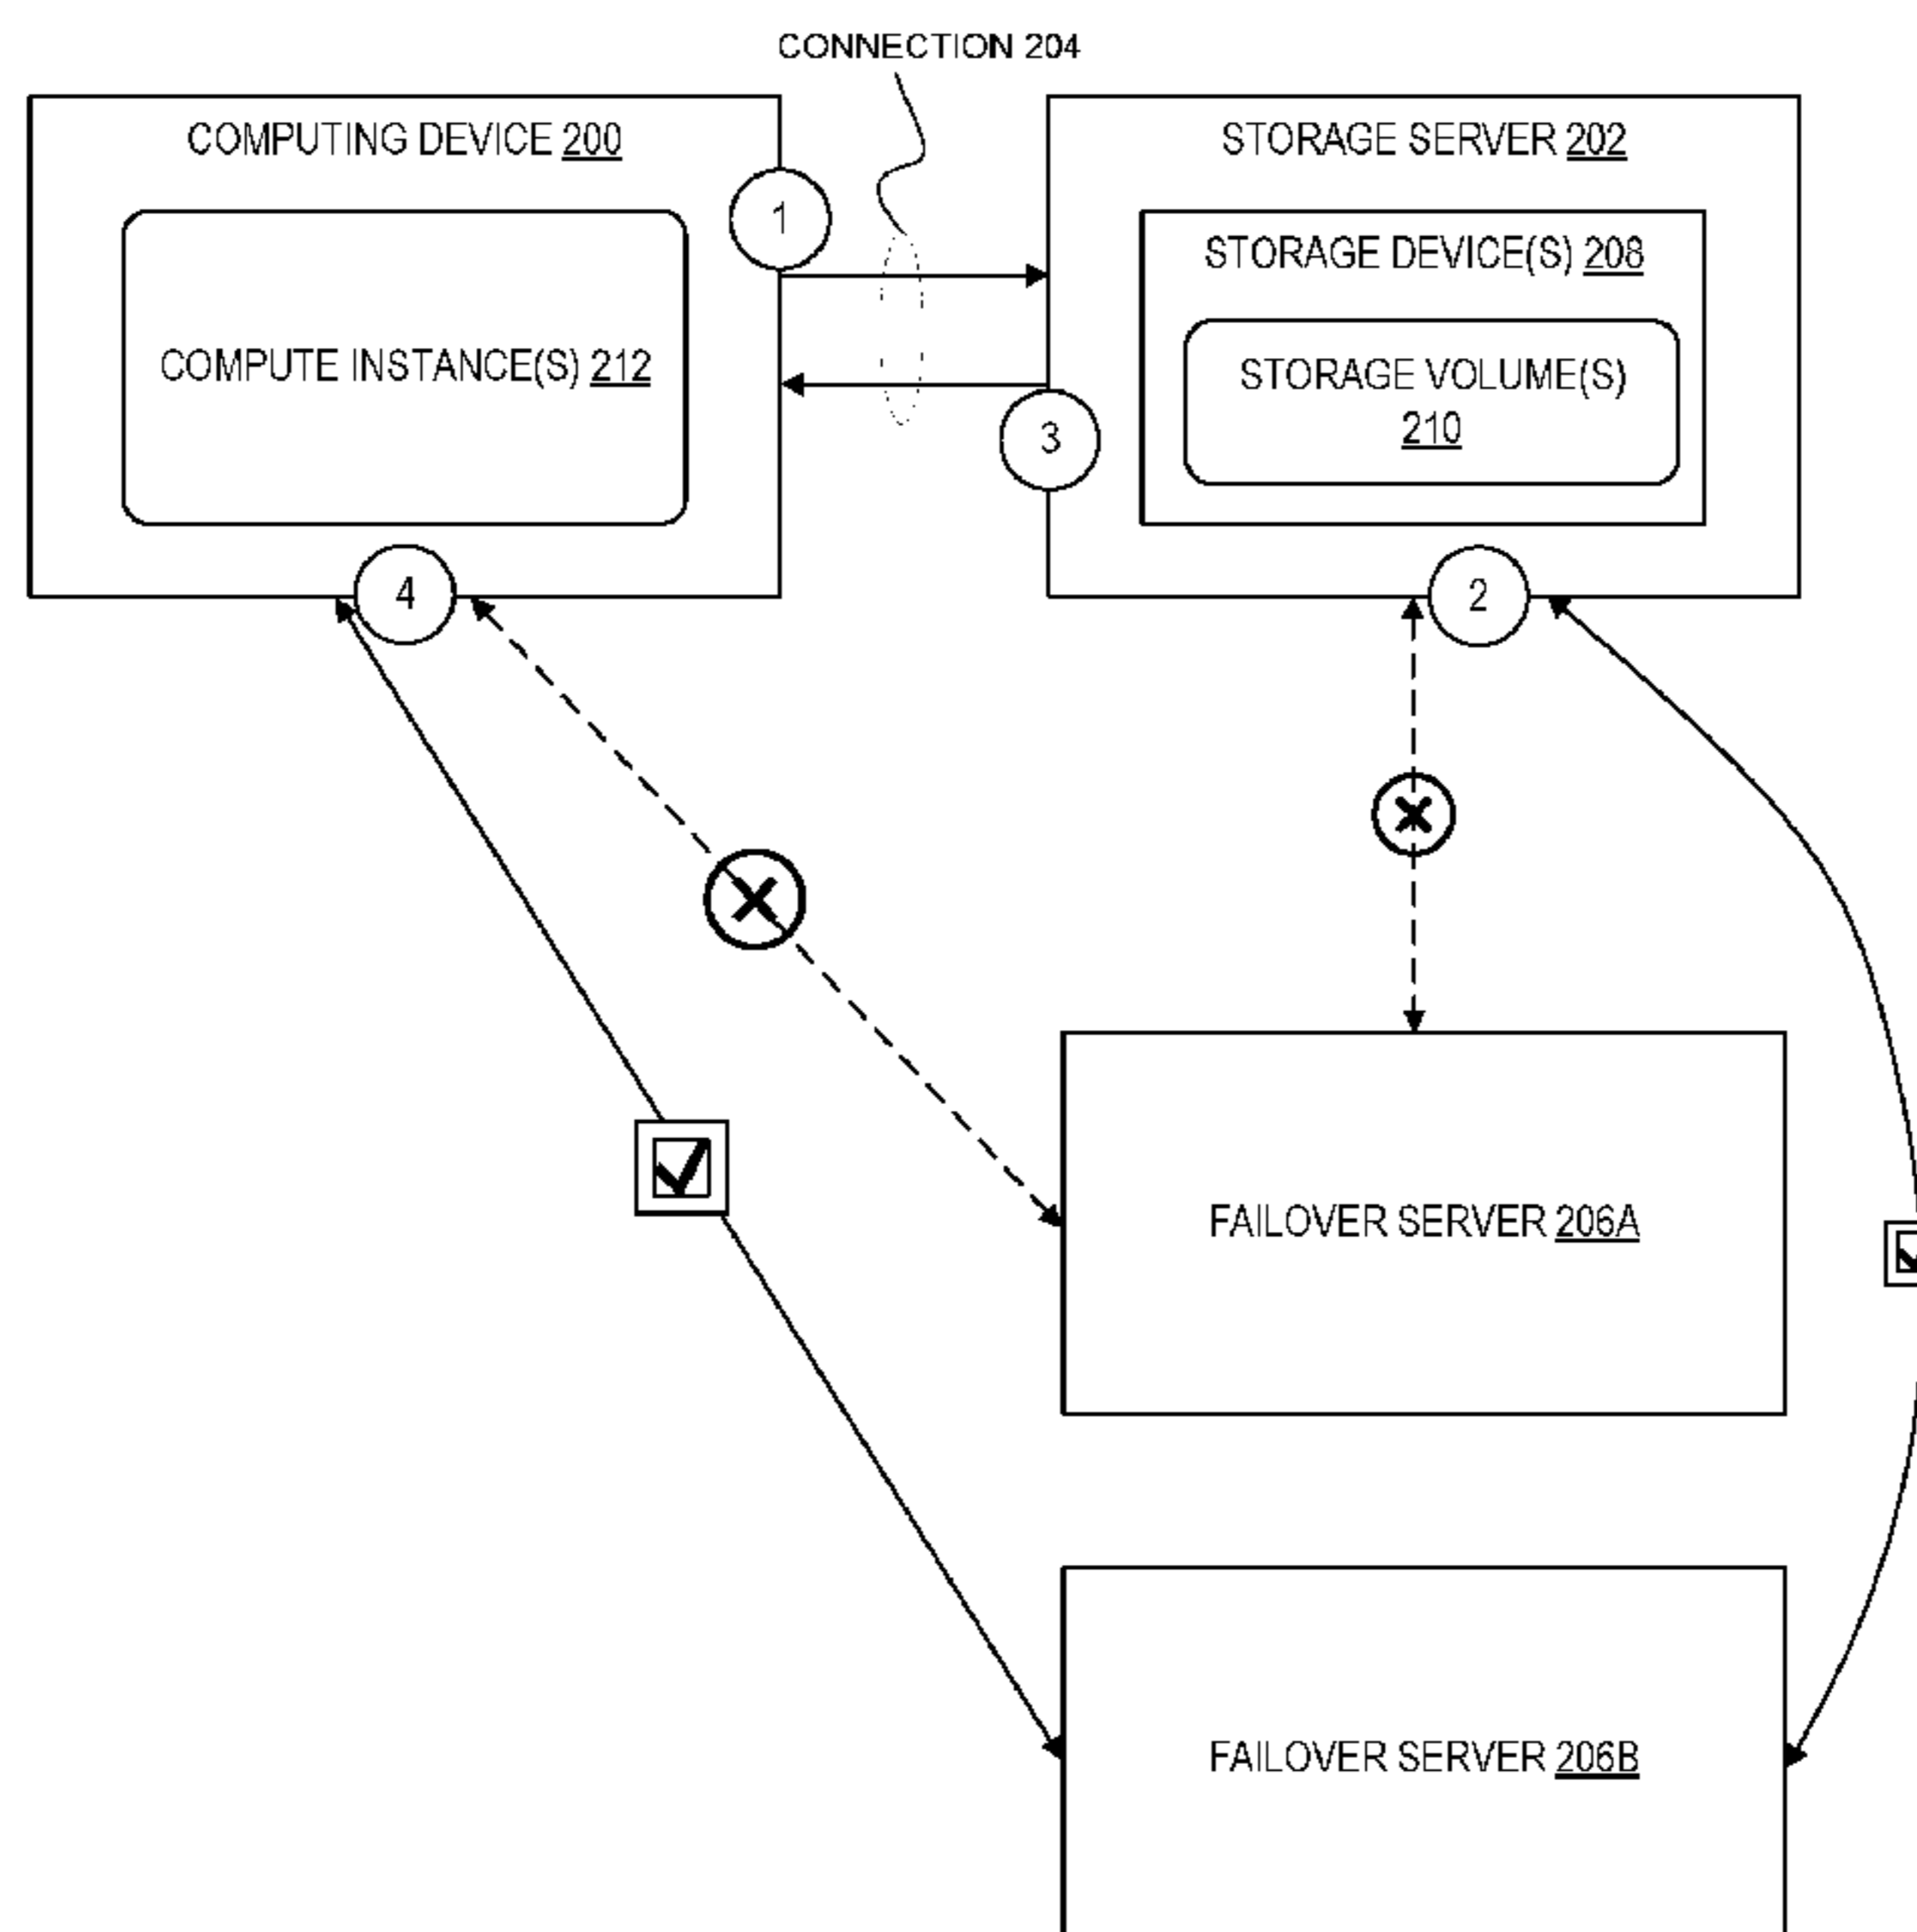 CONNECTION 204
COMPUTING DEVICE 200
STORAGE SERVER 202
1
STORAGE DEVICE(S) 208
COMPUTE INSTANCE(S) 212
STORAGE VOLUME(S)
210
3
4
2
FAILOVER SERVER 206A
FAILOVER SERVER 206B